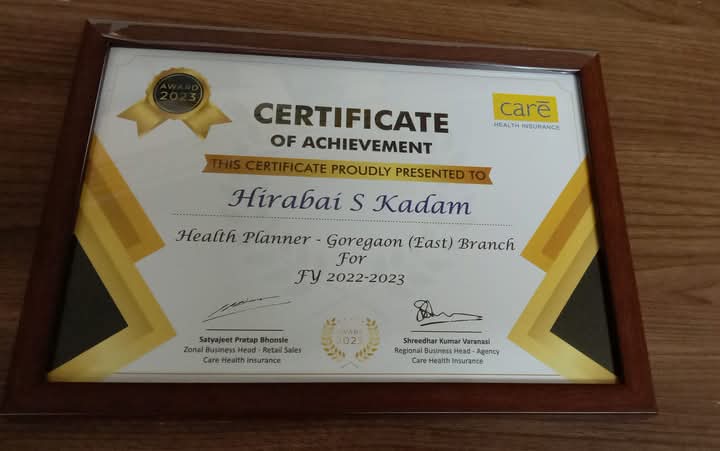 AWARD
2023
CERTIFICATE
OF ACHIEVEMENT
carē
HEALTH INSURANCE
THIS CERTIFICATE PROUDLY PRESENTED TO
Hirabai S Kadam
Health Planner - Goregaon (East) Branch
For
FY 2022-2023
Satyajeet Pratap Bhonsle
Zonal Business Head - Retail Sales
Care Health Insurance
AWARD
2023
Shreedhar Kumar Varanasi
Regional Business Head - Agency
Care Health Insurance